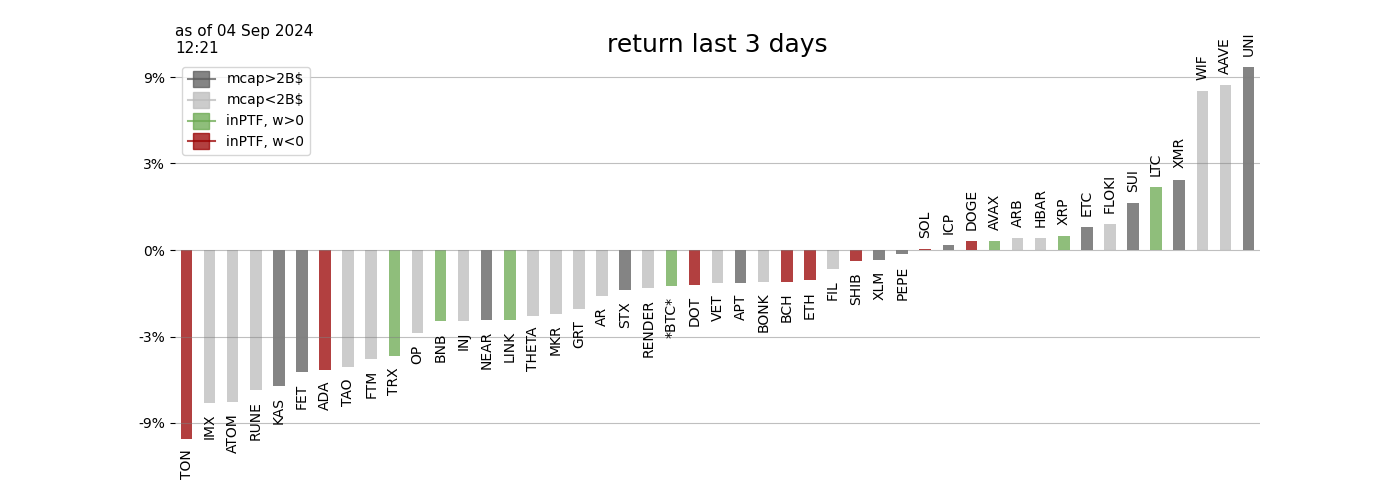 as of 04 Sep 2024
12:21
return last 3 days
mcap>2B$
mcap<2B$
inPTF, w>0
inPTF, w<0
9%
3%
0%
-3%
-9%
TON
IMX
ATOM
RUNE
KAS
FET
ADA
TAO
FTM
TRX
OP
BNB
INJ
NEAR
LINK
THETA
MKR
GRT
AR
STX
RENDER
*BTC*
DOT
VET
APT
BONK
BCH
ETH
FIL
SHIB
XLM
PEPE
SOL
ICP
DOGE
AVAX
ARB
HBAR
XRP
ETC
FLOKI
SUI
LTC
XMR
WIF
AAVE
UNI